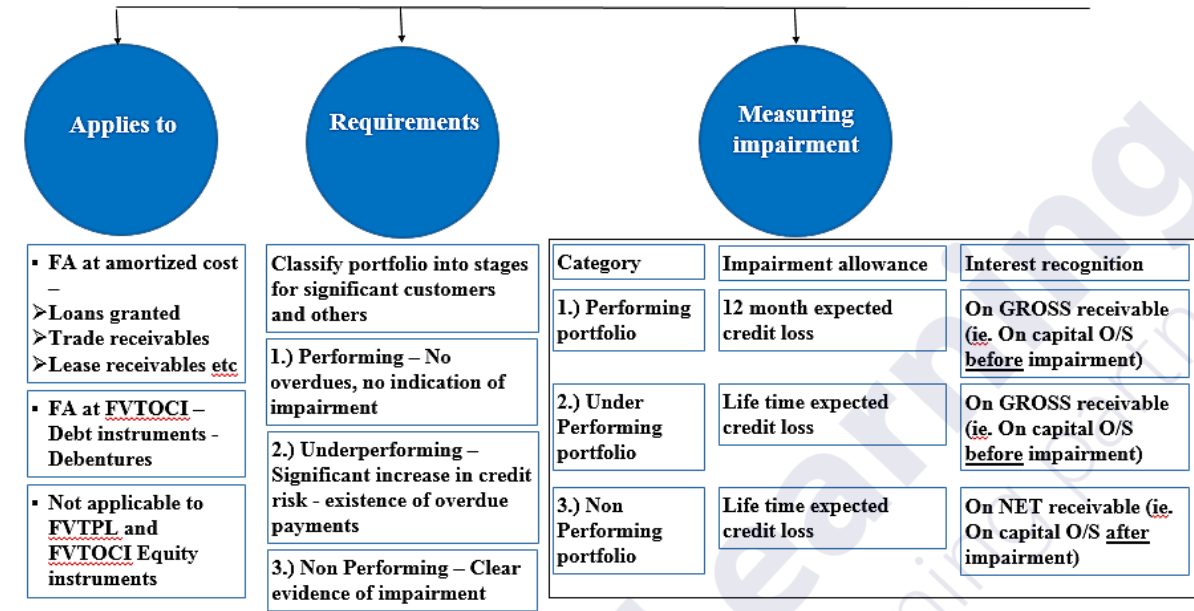 Applies to
▪ FA at amortized cost
–
➢Loans granted
➢Trade receivables
➢Lease receivables etc
▪ FA at FVTOCI –
Debt instruments -
Debentures
▪ Not applicable to
FVTPL and
FVTOCI Equity
instruments
Requirements
Classify portfolio into stages
for significant customers
and others
1.) Performing – No
overdues, no indication of
impairment
2.) Underperforming –
Significant increase in credit
risk - existence of overdue
payments
3.) Non Performing – Clear
evidence of impairment
Measuring
impairment
Category
Impairment allowance
Interest recognition
1.) Performing
portfolio
12 month expected
credit loss
On GROSS receivable
(ie. On capital O/S
before impairment)
2.) Under
Performing
portfolio
Life time expected
credit loss
On GROSS receivable
(ie. On capital O/S
before impairment)
3.) Non
Performing
portfolio
Life time expected
credit loss
On NET receivable (ie.
On capital O/S after
impairment)
earning